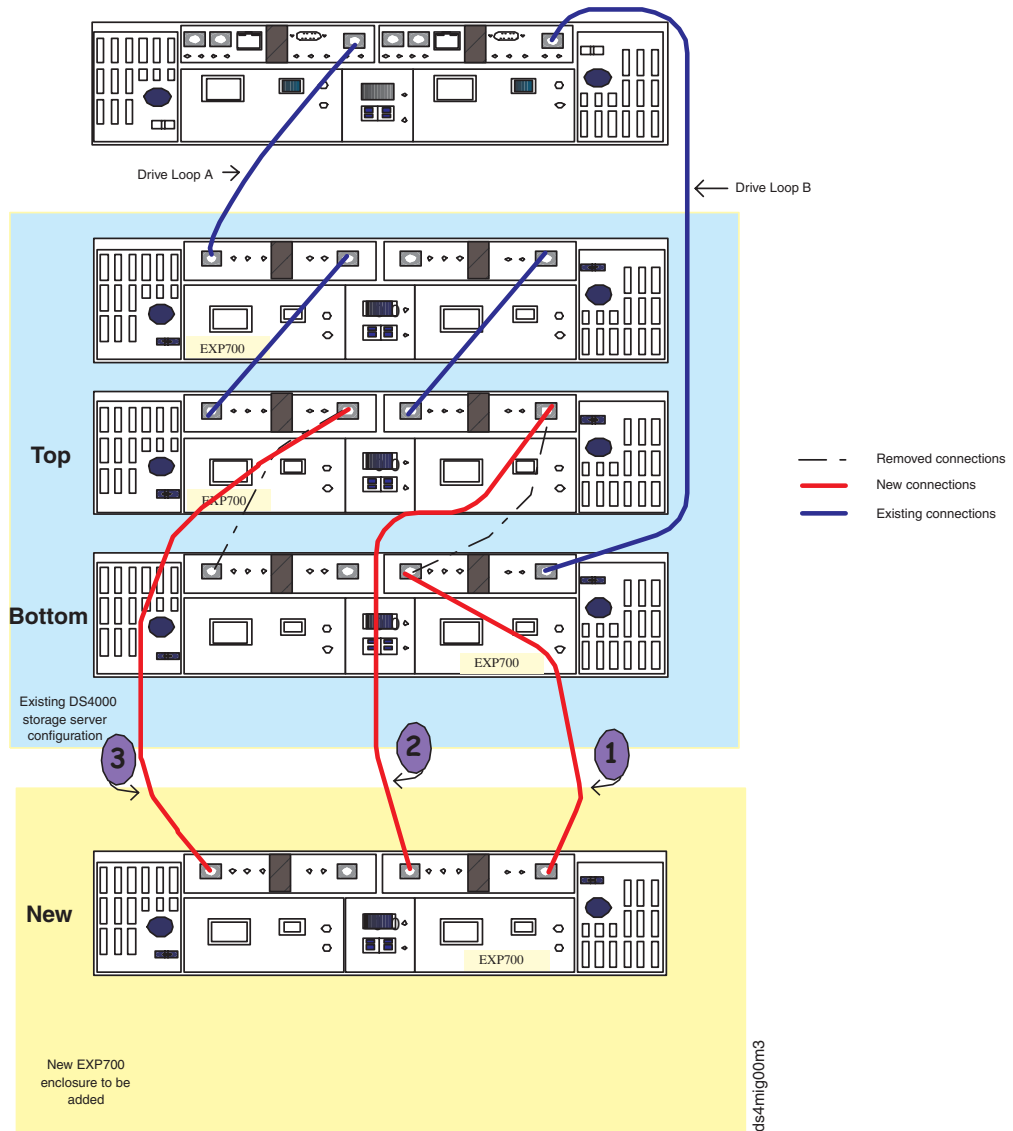 Drive Loop A
Drive Loop B
EXP700
Top
EXP700
Removed connections
New connections
Existing connections
Bottom
EXP700
Existing DS4000
storage server
configuration
3
2
1
New
EXP700
New EXP700
enclosure to be
added
ds4mig00m3